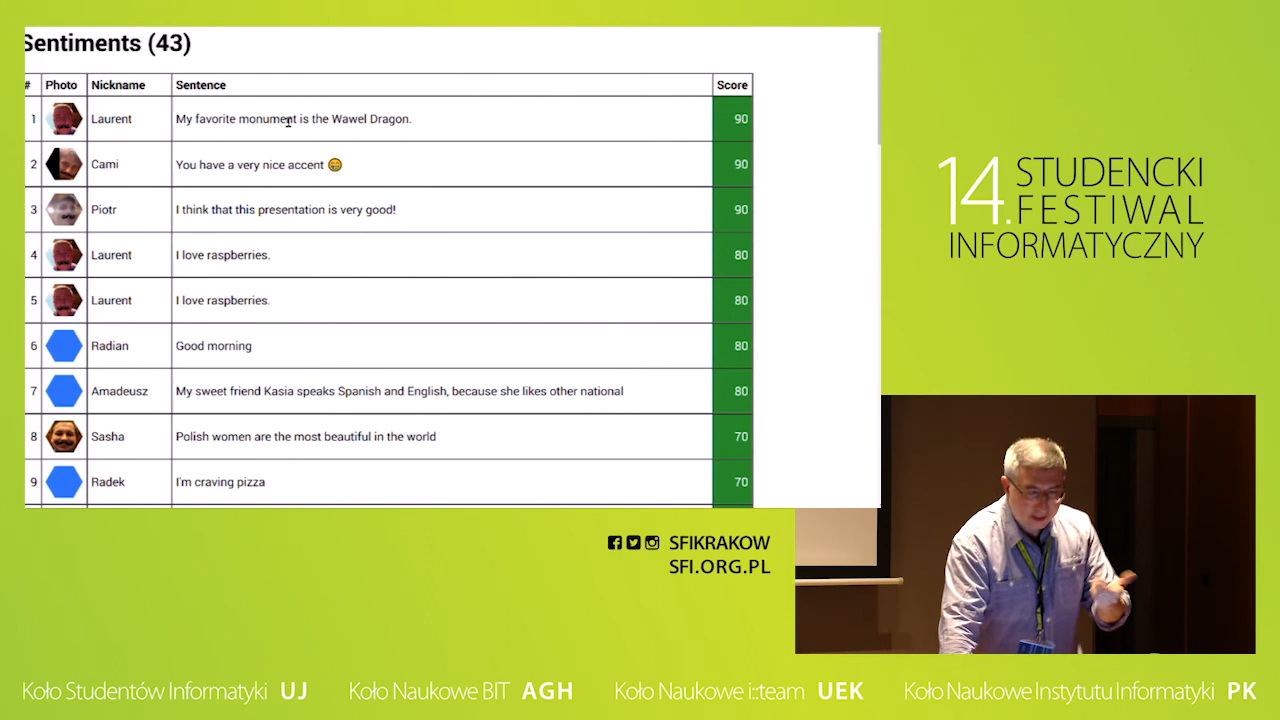 Sentiments (43)
# Photo Nickname Sentence Score
1 Laurent My favorite monument is the Wawel Dragon. 90
2 Cami You have a very nice accent 😁 90
3 Piotr I think that this presentation is very good! 90
4 Laurent I love raspberries. 80
5 Laurent I love raspberries. 80
6 Radian Good morning 80
7 Amadeusz My sweet friend Kasia speaks Spanish and English, because she likes other national 80
8 Sasha Polish women are the most beautiful in the world 70
9 Radek I'm craving pizza 70
14. STUDENCKI
FESTIWAL
INFORMATYCZNY
SFIKRAKOW
SFI.ORG.PL
Koło Studentów Informatyki UJ Koło Naukowe BIT AGH Koło Naukowe i::team UEK Koło Naukowe Instytutu Informatyki PK